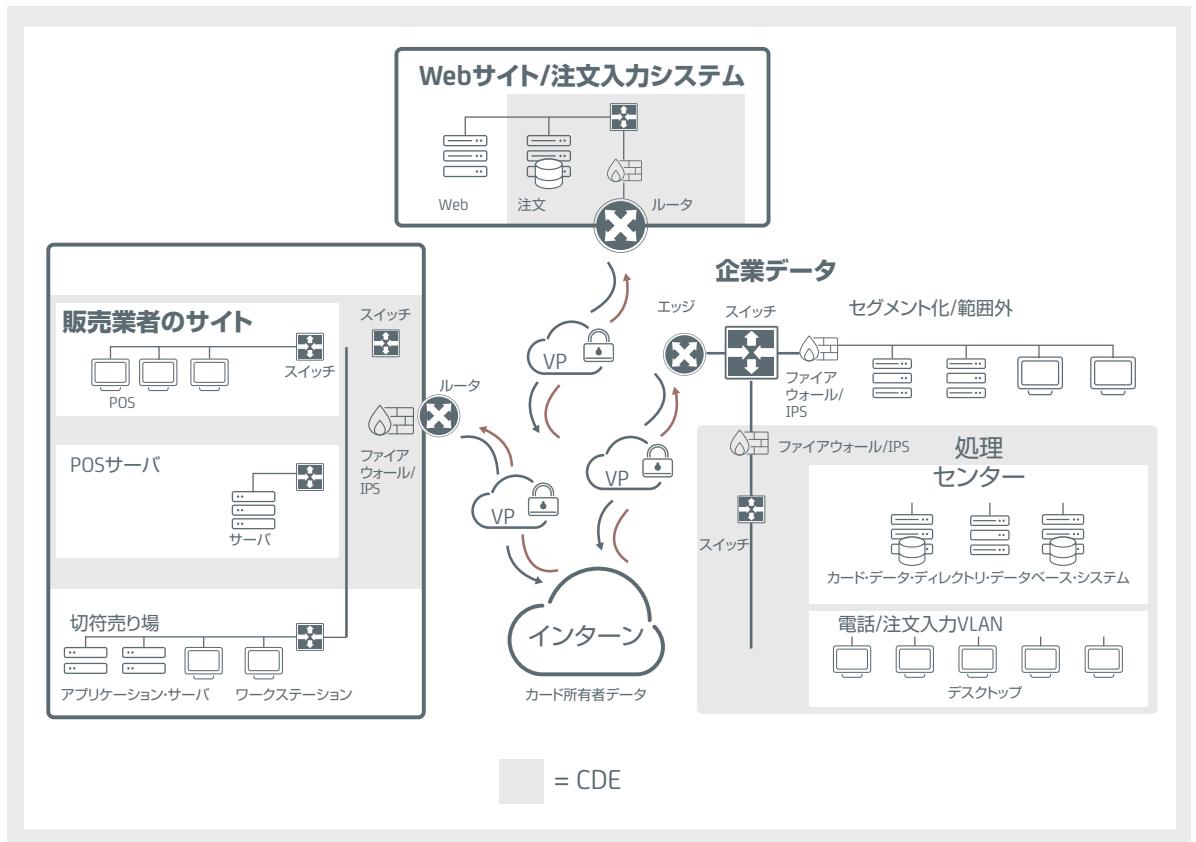 Webサイト/注文入力システム
Web
注文
ルータ
販売業者のサイト
スイッチ
スイッチ
POS
ルータ
ファイア
ウォール/
IPS
POSサーバ
サーバ
切符売り場
アプリケーション・サーバ
ワークステーション
VP
VP
VP
インターン
カード所有者データ
企業データ
エッジ
スイッチ
セグメント化/範囲外
ファイア
ウォール/
IPS
ファイアウォール/IPS
処理
センター
スイッチ
カード・データ・ディレクトリ・データベース・システム
電話/注文入力VLAN
デスクトップ
= CDE